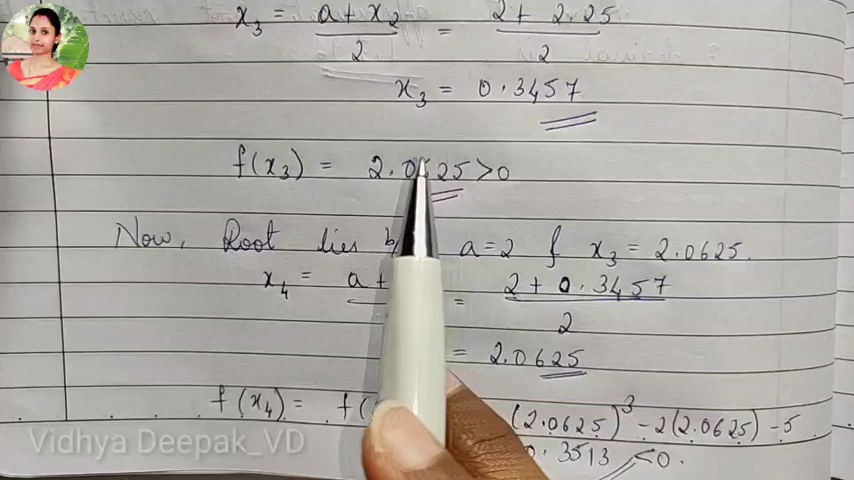 x₃ = a + x₂ / 2 = 2 + 2.25 / 2
x₃ = 0.3457
f(x₃) = 2.0625 > 0
Now, Root lies b/ a = 2 f x₃ = 2.0625.
x₄ = a + = 2 + 0.3457 / 2
= 2.0625
f(x₄) = f( (2.0625)³ - 2(2.0625) - 5
0.3513 < 0.
Vidhya Deepak_VD